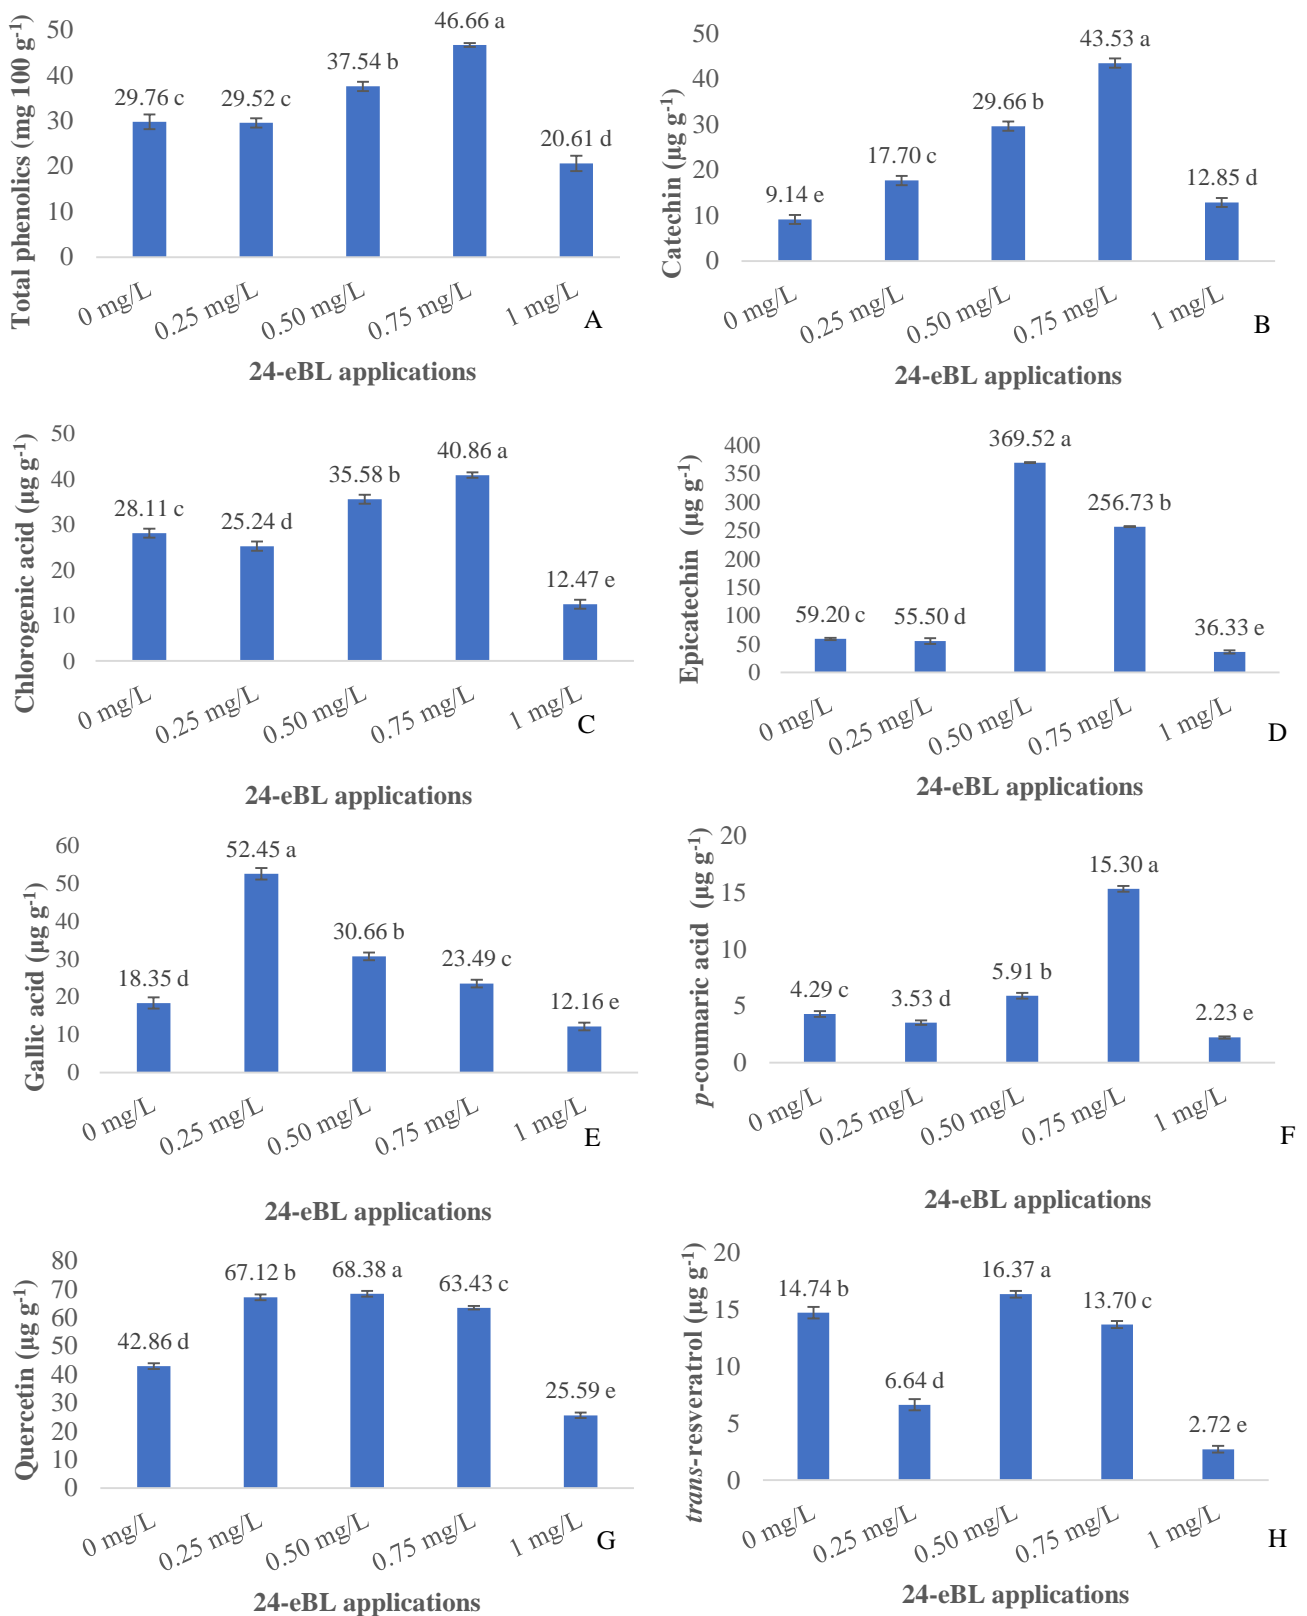 Total phenolics (mg 100 g-1)
50
40
30
20
10
0
29.76 c
29.52 c
37.54 b
46.66 a
20.61 d
0 mg/L
0.25 mg/L
0.50 mg/L
0.75 mg/L
1 mg/L
A
24-eBL applications
Catechin (µg g-1)
50
40
30
20
10
0
9.14 e
17.70 c
29.66 b
43.53 a
12.85 d
0 mg/L
0.25 mg/L
0.50 mg/L
0.75 mg/L
1 mg/L
B
24-eBL applications
Chlorogenic acid (µg g-1)
50
40
30
20
10
0
28.11 c
25.24 d
35.58 b
40.86 a
12.47 e
0 mg/L
0.25 mg/L
0.50 mg/L
0.75 mg/L
1 mg/L
C
24-eBL applications
Epicatechin (µg g-1)
400
350
300
250
200
150
100
50
0
59.20 c
55.50 d
369.52 a
256.73 b
36.33 e
0 mg/L
0.25 mg/L
0.50 mg/L
0.75 mg/L
1 mg/L
D
24-eBL applications
Gallic acid (µg g-1)
60
50
40
30
20
10
0
18.35 d
52.45 a
30.66 b
23.49 c
12.16 e
0 mg/L
0.25 mg/L
0.50 mg/L
0.75 mg/L
1 mg/L
E
24-eBL applications
p-coumaric acid (µg g-1)
20
15
10
5
0
4.29 c
3.53 d
5.91 b
15.30 a
2.23 e
0 mg/L
0.25 mg/L
0.50 mg/L
0.75 mg/L
1 mg/L
F
24-eBL applications
Quercetin (µg g-1)
80
70
60
50
40
30
20
10
0
42.86 d
67.12 b
68.38 a
63.43 c
25.59 e
0 mg/L
0.25 mg/L
0.50 mg/L
0.75 mg/L
1 mg/L
G
24-eBL applications
trans-resveratrol (µg g-1)
20
15
10
5
0
14.74 b
6.64 d
16.37 a
13.70 c
2.72 e
0 mg/L
0.25 mg/L
0.50 mg/L
0.75 mg/L
1 mg/L
H
24-eBL applications